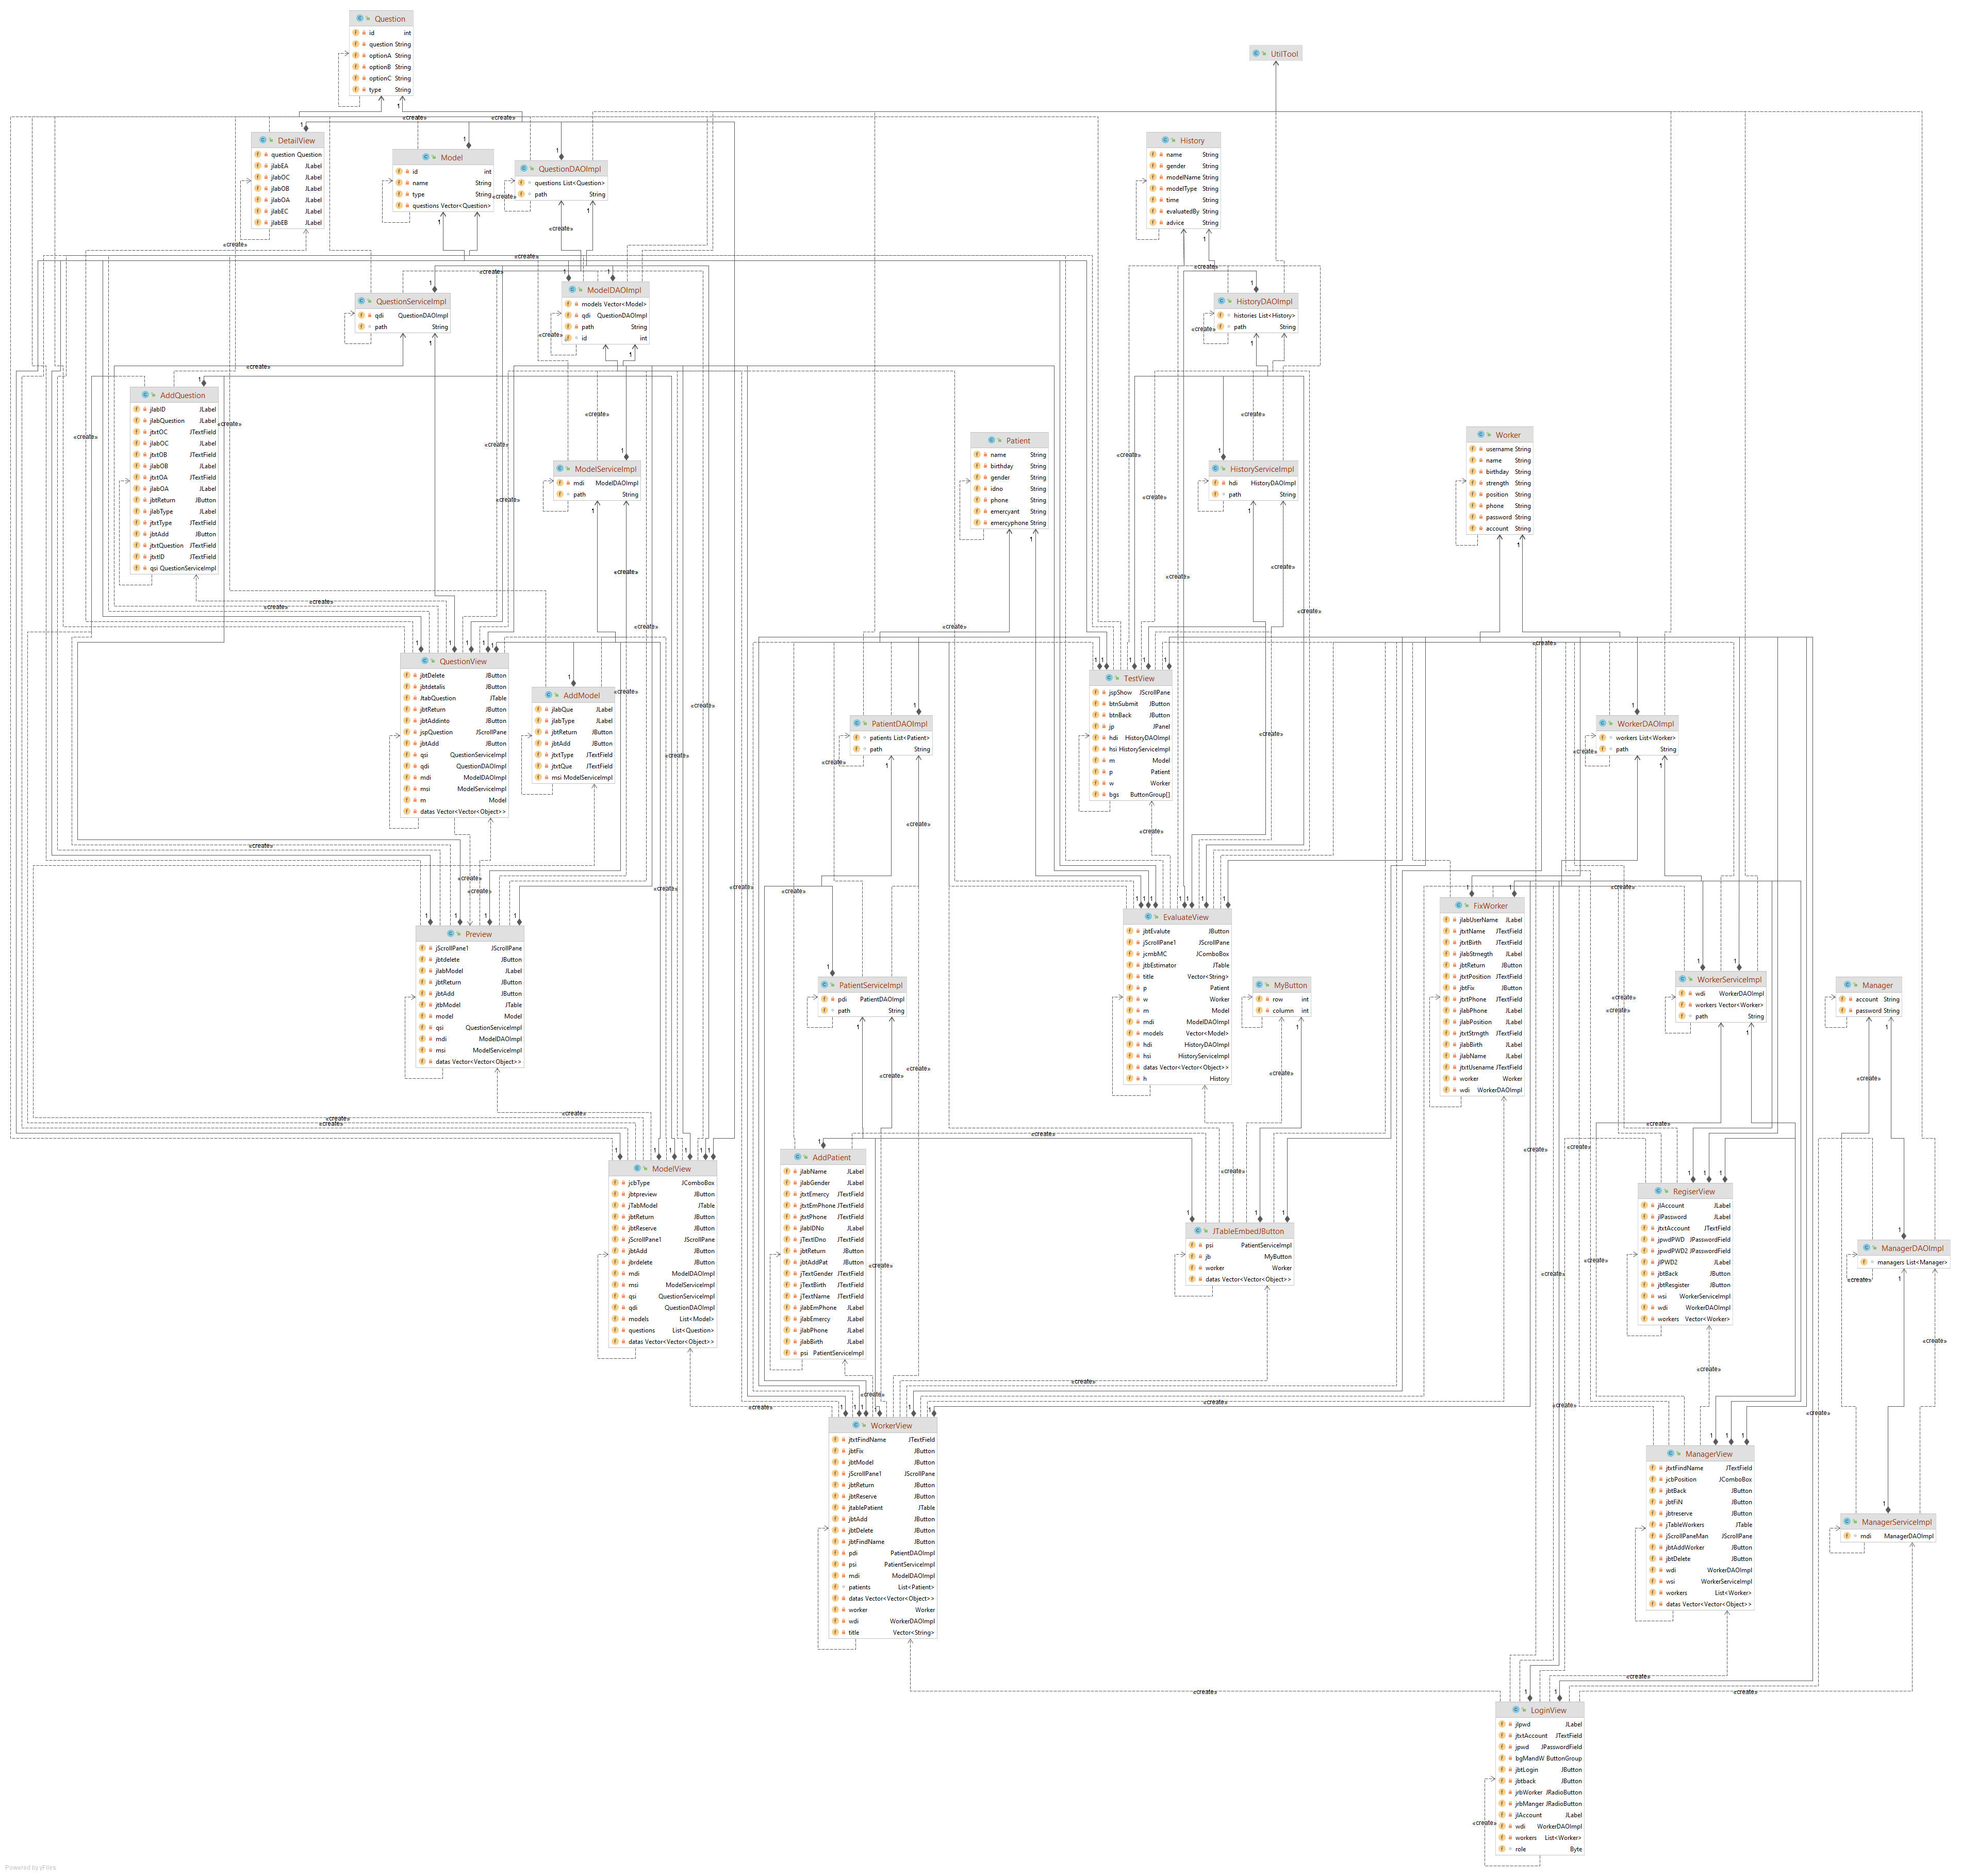 Question
id int
question String
optionA String
optionB String
optionC String
type String
UtilTool
DetailView
question Question
jlabEA JLabel
jlabOC JLabel
jlabOB JLabel
jlabOA JLabel
jlabEC JLabel
jlabEB JLabel
Model
id int
name String
type String
questions Vector<Question>
QuestionDAOImpl
questions List<Question>
path String
History
name String
gender String
modelName String
modelType String
time String
evaluatedBy String
advice String
QuestionServiceImpl
qdi QuestionDAOImpl
path String
ModelDAOImpl
models Vector<Model>
qdi QuestionDAOImpl
path String
id int
HistoryDAOImpl
histories List<History>
path String
AddQuestion
jlabID JLabel
jlabQuestion JLabel
jtxtOC JTextField
jlabOC JLabel
jtxtOB JTextField
jlabOB JLabel
jtxtOA JTextField
jlabOA JLabel
jbtReturn JButton
jlabType JLabel
jtxtType JTextField
jbtAdd JButton
jtxtQuestion JTextField
jtxtID JTextField
qsi QuestionServiceImpl
ModelServiceImpl
mdi ModelDAOImpl
path String
Patient
name String
birthday String
gender String
idno String
phone String
emercyant String
emercyphone String
HistoryServiceImpl
hdi HistoryDAOImpl
path String
Worker
username String
name String
birthday String
strength String
position String
phone String
password String
account String
QuestionView
jbtDelete JButton
jbtdetalis JButton
JtabQuestion JTable
jbtReturn JButton
jbtAddinto JButton
jspQuestion JScrollPane
jbtAdd JButton
qsi QuestionServiceImpl
qdi QuestionDAOImpl
mdi ModelDAOImpl
msi ModelServiceImpl
m Model
datas Vector<Vector<Object>>
AddModel
jlabQue JLabel
jlabType JLabel
jbtReturn JButton
jbtAdd JButton
jtxtType JTextField
jtxtQue JTextField
msi ModelServiceImpl
TestView
jspShow JScrollPane
btnSubmit JButton
btnBack JButton
jp JPanel
hdi HistoryDAOImpl
hsi HistoryServiceImpl
m Model
p Patient
w Worker
bgs ButtonGroup[]
PatientDAOImpl
patients List<Patient>
path String
WorkerDAOImpl
workers List<Worker>
path String
Preview
jScrollPane1 JScrollPane
jbtdelete JButton
jlabModel JLabel
jbtReturn JButton
jbtAdd JButton
jtbModel JTable
model Model
qsi QuestionServiceImpl
mdi ModelDAOImpl
msi ModelServiceImpl
datas Vector<Vector<Object>>
EvaluateView
jbtEvalute JButton
jScrollPane1 JScrollPane
jcmbMC JComboBox
jtbEstimator JTable
title Vector<String>
p Patient
w Worker
m Model
mdi ModelDAOImpl
models Vector<Model>
hdi HistoryDAOImpl
hsi HistoryServiceImpl
datas Vector<Vector<Object>>
h History
FixWorker
jlabUserName JLabel
jtxtName JTextField
jtxtBirth JTextField
jlabStrnegth JLabel
jbtReturn JButton
jtxtPosition JTextField
jbtFix JButton
jtxtPhone JTextField
jlabPhone JLabel
jlabPosition JLabel
jtxtStrngth JTextField
jlabBirth JLabel
jlabName JLabel
jtxtUsename JTextField
worker Worker
wdi WorkerDAOImpl
PatientServiceImpl
pdi PatientDAOImpl
path String
MyButton
row int
column int
WorkerServiceImpl
wdi WorkerDAOImpl
workers Vector<Worker>
path String
Manager
account String
password String
ModelView
jcbType JComboBox
jbtpreview JButton
jTabModel JTable
jbtReturn JButton
jbtReserve JButton
jScrollPane1 JScrollPane
jbtAdd JButton
jbrdelete JButton
mdi ModelDAOImpl
msi ModelServiceImpl
qsi QuestionServiceImpl
qdi QuestionDAOImpl
models List<Model>
questions List<Question>
datas Vector<Vector<Object>>
AddPatient
jlabName JLabel
jlabGender JLabel
jtxtEmercy JTextField
jtxtEmPhone JTextField
jtxtPhone JTextField
jlabIDNo JLabel
jTextIDno JTextField
jbtReturn JButton
jbtAddPat JButton
jTextGender JTextField
jTextBirth JTextField
jTextName JTextField
jlabEmPhone JLabel
jlabEmercy JLabel
jlabPhone JLabel
jlabBirth JLabel
psi PatientServiceImpl
JTableEmbedJButton
psi PatientServiceImpl
jb MyButton
worker Worker
datas Vector<Vector<Object>>
RegiserView
jlAccount JLabel
jlPassword JLabel
jtxtAccount JTextField
jpwdPWD JPasswordField
jpwdPWD2 JPasswordField
jlPWD2 JLabel
jbtBack JButton
jbtResgister JButton
wsi WorkerServiceImpl
wdi WorkerDAOImpl
workers Vector<Worker>
ManagerDAOImpl
managers List<Manager>
WorkerView
jtxtFindName JTextField
jbtFix JButton
jbtModel JButton
jScrollPane1 JScrollPane
jbtReturn JButton
jbtReserve JButton
jtablePatient JTable
jbtAdd JButton
jbtDelete JButton
jbtFindName JButton
pdi PatientDAOImpl
psi PatientServiceImpl
mdi ModelDAOImpl
patients List<Patient>
datas Vector<Vector<Object>>
worker Worker
wdi WorkerDAOImpl
title Vector<String>
ManagerView
jtxtFindName JTextField
jcbPosition JComboBox
jbtBack JButton
jbtFiN JButton
jbtreserve JButton
jTableWorkers JTable
jScrollPaneMan JScrollPane
jbtAddWorker JButton
jbtDelete JButton
wdi WorkerDAOImpl
wsi WorkerServiceImpl
workers List<Worker>
datas Vector<Vector<Object>>
ManagerServiceImpl
mdi ManagerDAOImpl
LoginView
jlpwd JLabel
jtxtAccount JTextField
jpwd JPasswordField
bgMandW ButtonGroup
jbtLogin JButton
jbtback JButton
jrbWorker JRadioButton
jrbManger JRadioButton
jlAccount JLabel
wdi WorkerDAOImpl
workers List<Worker>
role Byte
«create»
Powered by yFiles